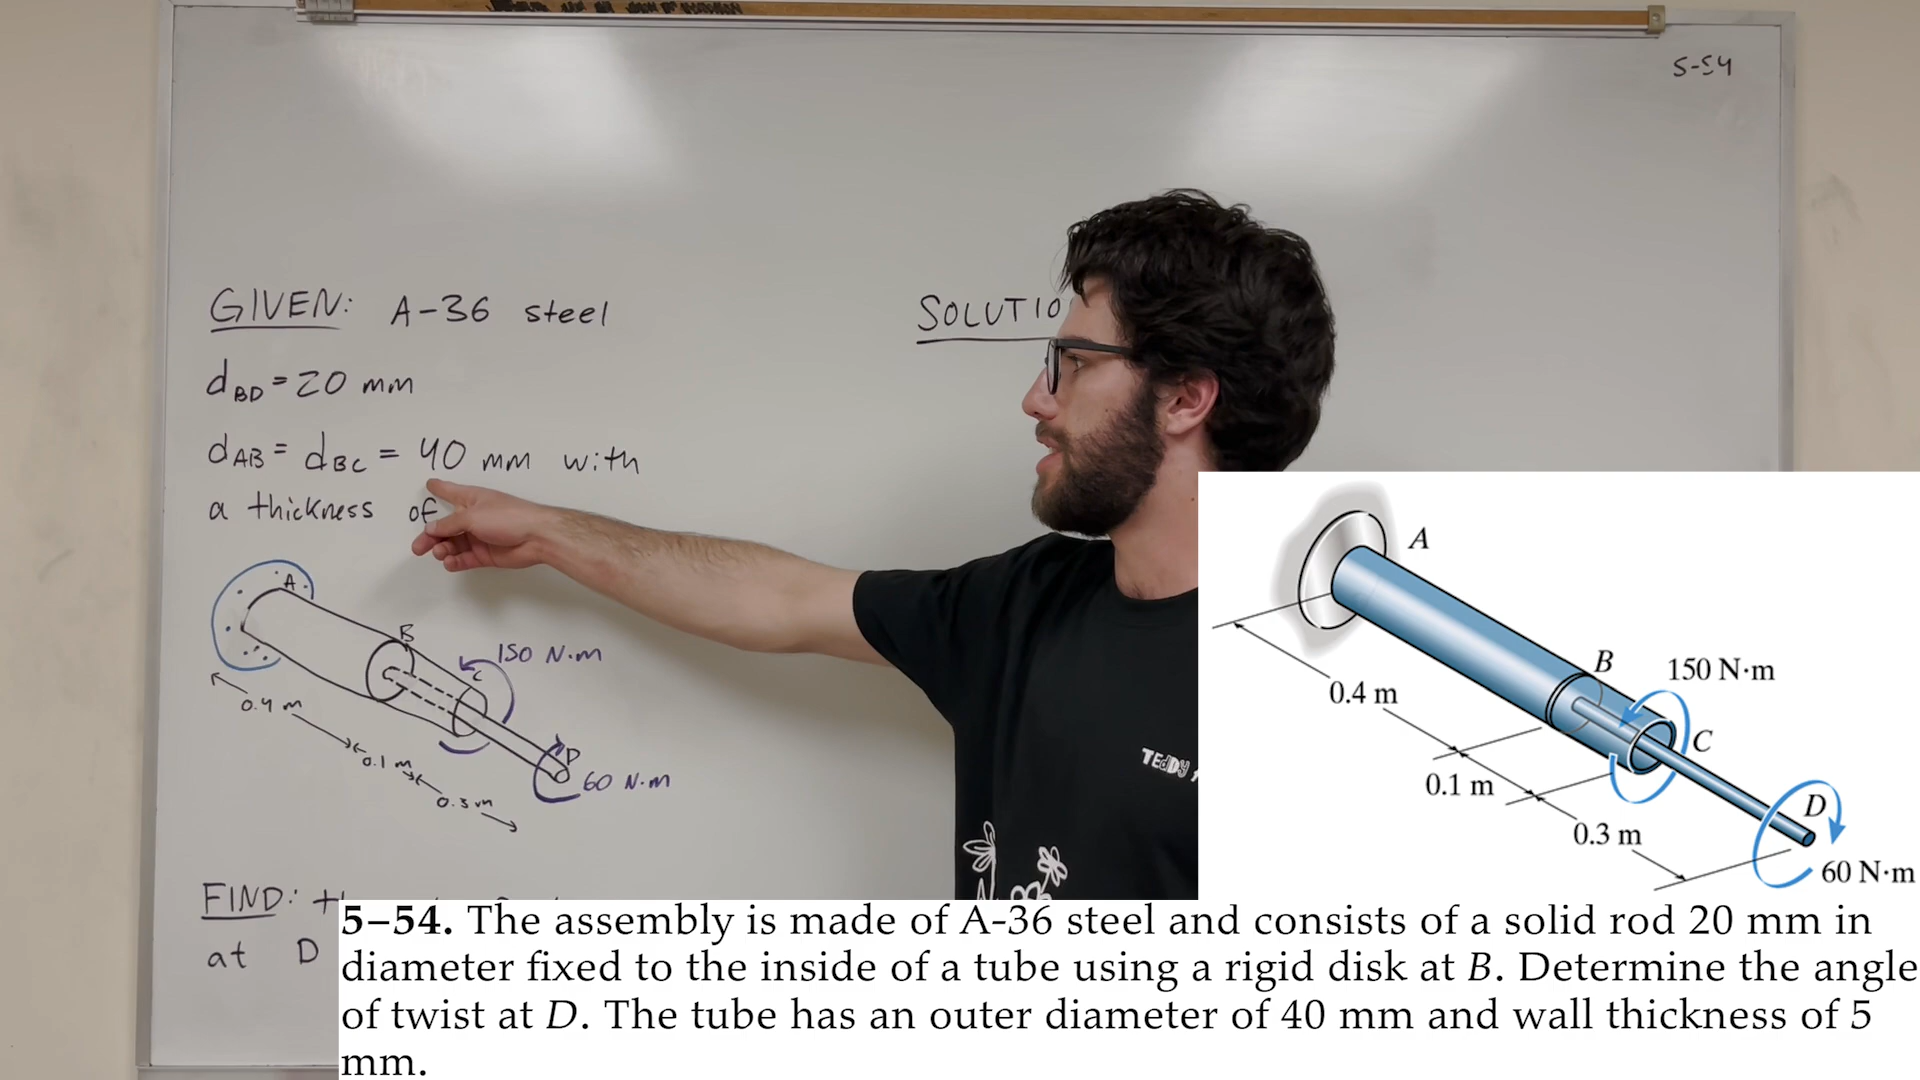 5-54
GIVEN: A-36 steel
d_BD = 20 mm
d_AB = d_BC = 40 mm with
a thickness of
A
B
150 N·m
C
0.4 m
0.1 m
D
60 N·m
0.3 m
FIND:
at D
SOLUTIO
TEDDY
A
B
150 N·m
0.4 m
C
0.1 m
D
0.3 m
60 N·m
5–54. The assembly is made of A-36 steel and consists of a solid rod 20 mm in
diameter fixed to the inside of a tube using a rigid disk at B. Determine the angle
of twist at D. The tube has an outer diameter of 40 mm and wall thickness of 5
mm.